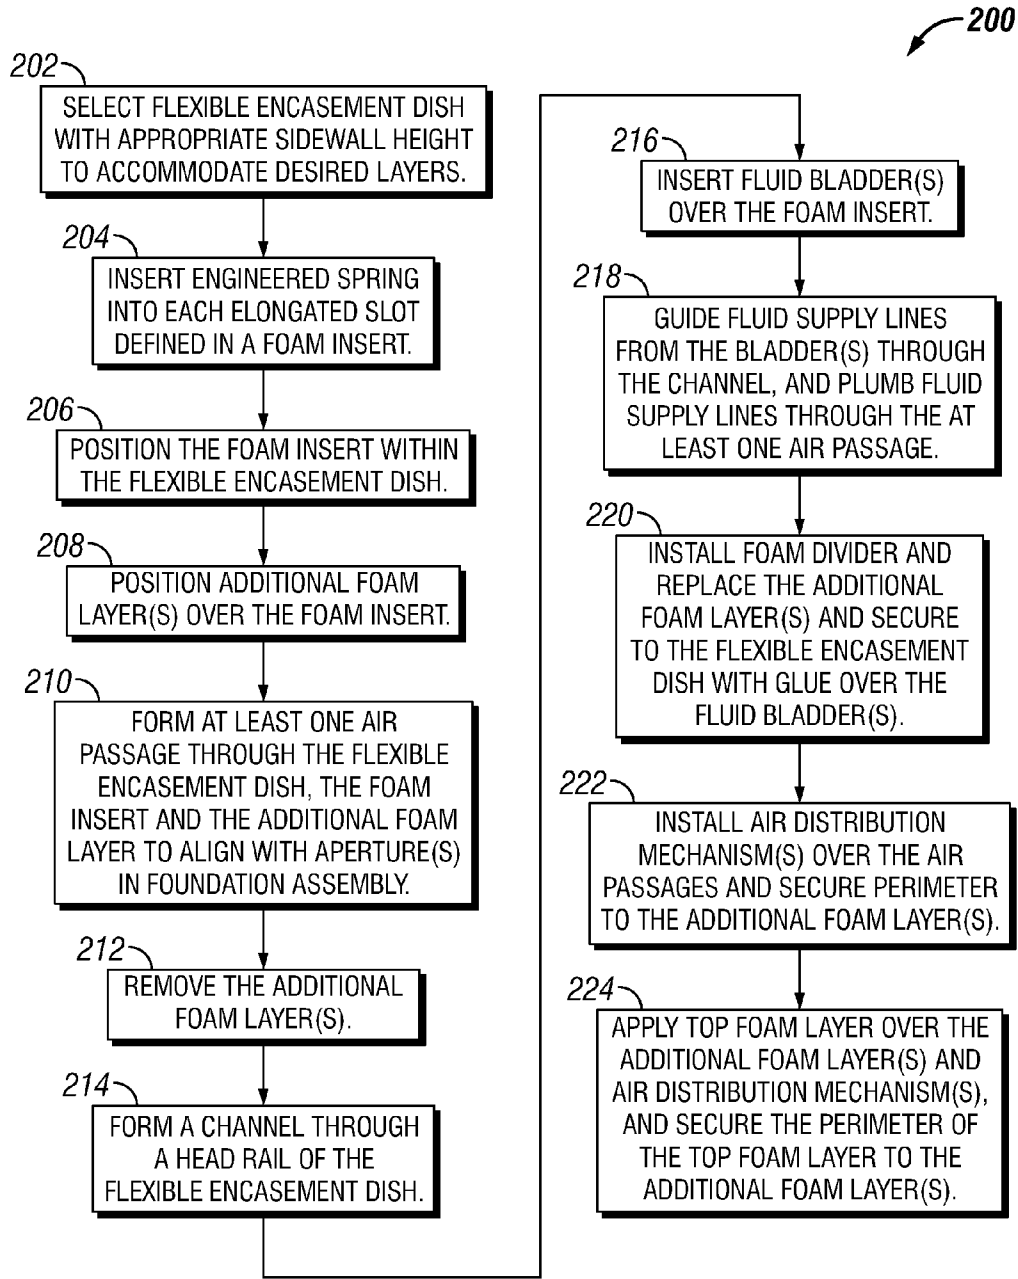 200
202
SELECT FLEXIBLE ENCASEMENT DISH
WITH APPROPRIATE SIDEWALL HEIGHT
TO ACCOMMODATE DESIRED LAYERS.
204
INSERT ENGINEERED SPRING
INTO EACH ELONGATED SLOT
DEFINED IN A FOAM INSERT.
206
POSITION THE FOAM INSERT WITHIN
THE FLEXIBLE ENCASEMENT DISH.
208
POSITION ADDITIONAL FOAM
LAYER(S) OVER THE FOAM INSERT.
210
FORM AT LEAST ONE AIR
PASSAGE THROUGH THE FLEXIBLE
ENCASEMENT DISH, THE FOAM
INSERT AND THE ADDITIONAL FOAM
LAYER TO ALIGN WITH APERTURE(S)
IN FOUNDATION ASSEMBLY.
212
REMOVE THE ADDITIONAL
FOAM LAYER(S).
214
FORM A CHANNEL THROUGH
A HEAD RAIL OF THE
FLEXIBLE ENCASEMENT DISH.
216
INSERT FLUID BLADDER(S)
OVER THE FOAM INSERT.
218
GUIDE FLUID SUPPLY LINES
FROM THE BLADDER(S) THROUGH
THE CHANNEL, AND PLUMB FLUID
SUPPLY LINES THROUGH THE AT
LEAST ONE AIR PASSAGE.
220
INSTALL FOAM DIVIDER AND
REPLACE THE ADDITIONAL
FOAM LAYER(S) AND SECURE
TO THE FLEXIBLE ENCASEMENT
DISH WITH GLUE OVER THE
FLUID BLADDER(S).
222
INSTALL AIR DISTRIBUTION
MECHANISM(S) OVER THE AIR
PASSAGES AND SECURE PERIMETER
TO THE ADDITIONAL FOAM LAYER(S).
224
APPLY TOP FOAM LAYER OVER THE
ADDITIONAL FOAM LAYER(S) AND
AIR DISTRIBUTION MECHANISM(S),
AND SECURE THE PERIMETER OF
THE TOP FOAM LAYER TO THE
ADDITIONAL FOAM LAYER(S).